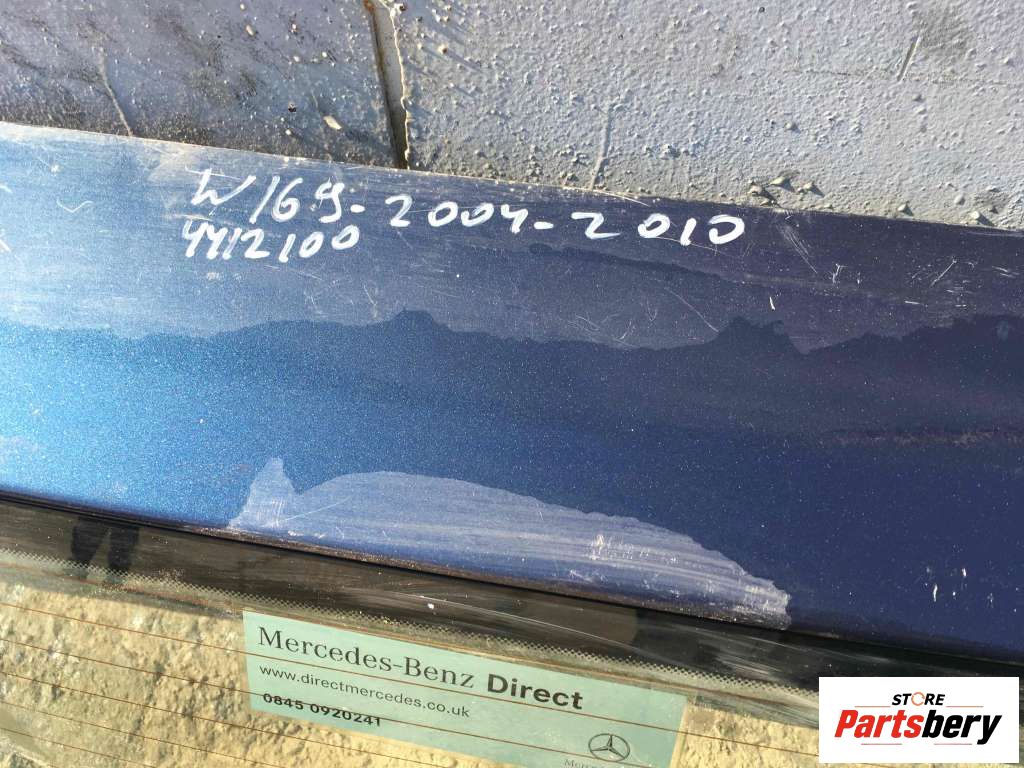 W169-2004-2010
4412100
Mercedes-Benz Direct
www.directmercedes.co.uk
0845 0920241
STORE
Partsbery